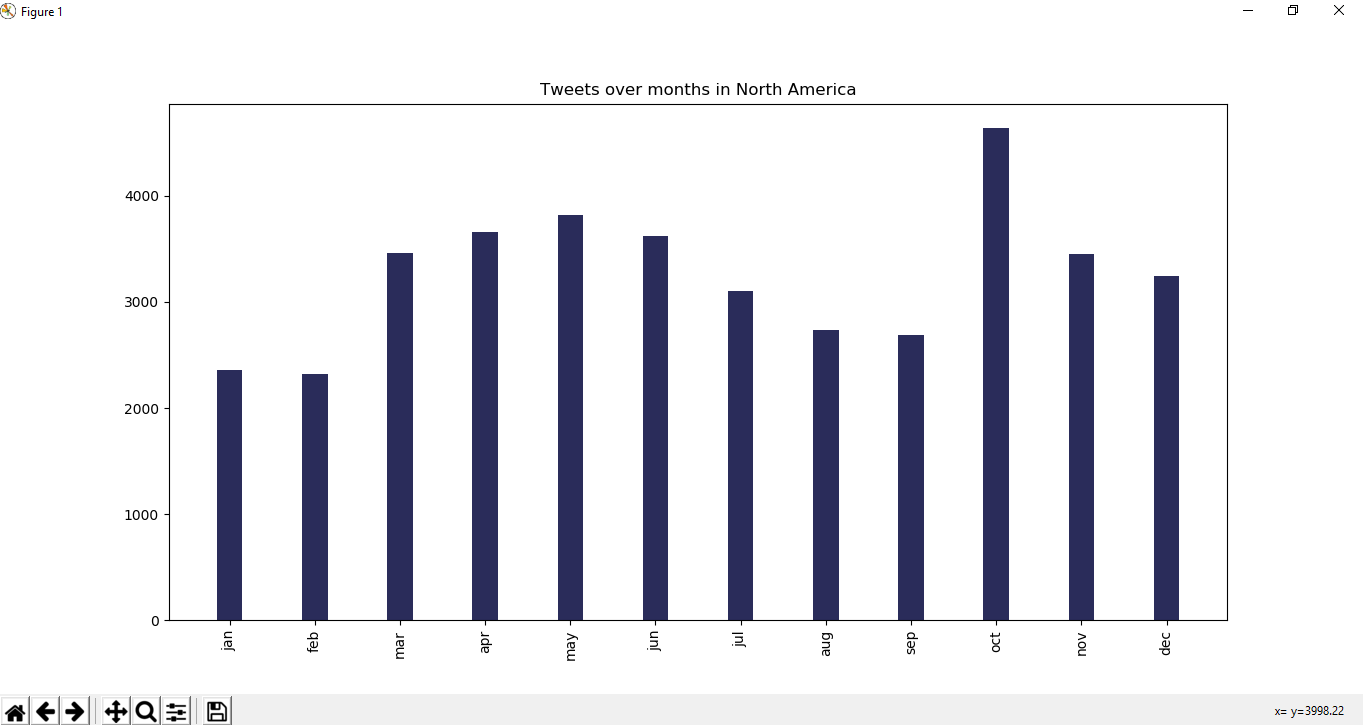 Figure 1
Tweets over months in North America
4000
3000
2000
1000
0
jan feb mar apr may jun jul aug sep oct nov dec
x= y=3998.22